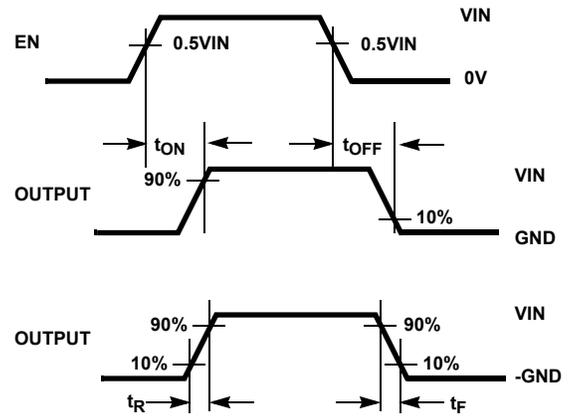 VIN
EN
0.5VIN
0.5VIN
0V
tON
tOFF
90%
VIN
OUTPUT
10%
GND
VIN
90%
90%
OUTPUT
10%
10%
-GND
tR
tF